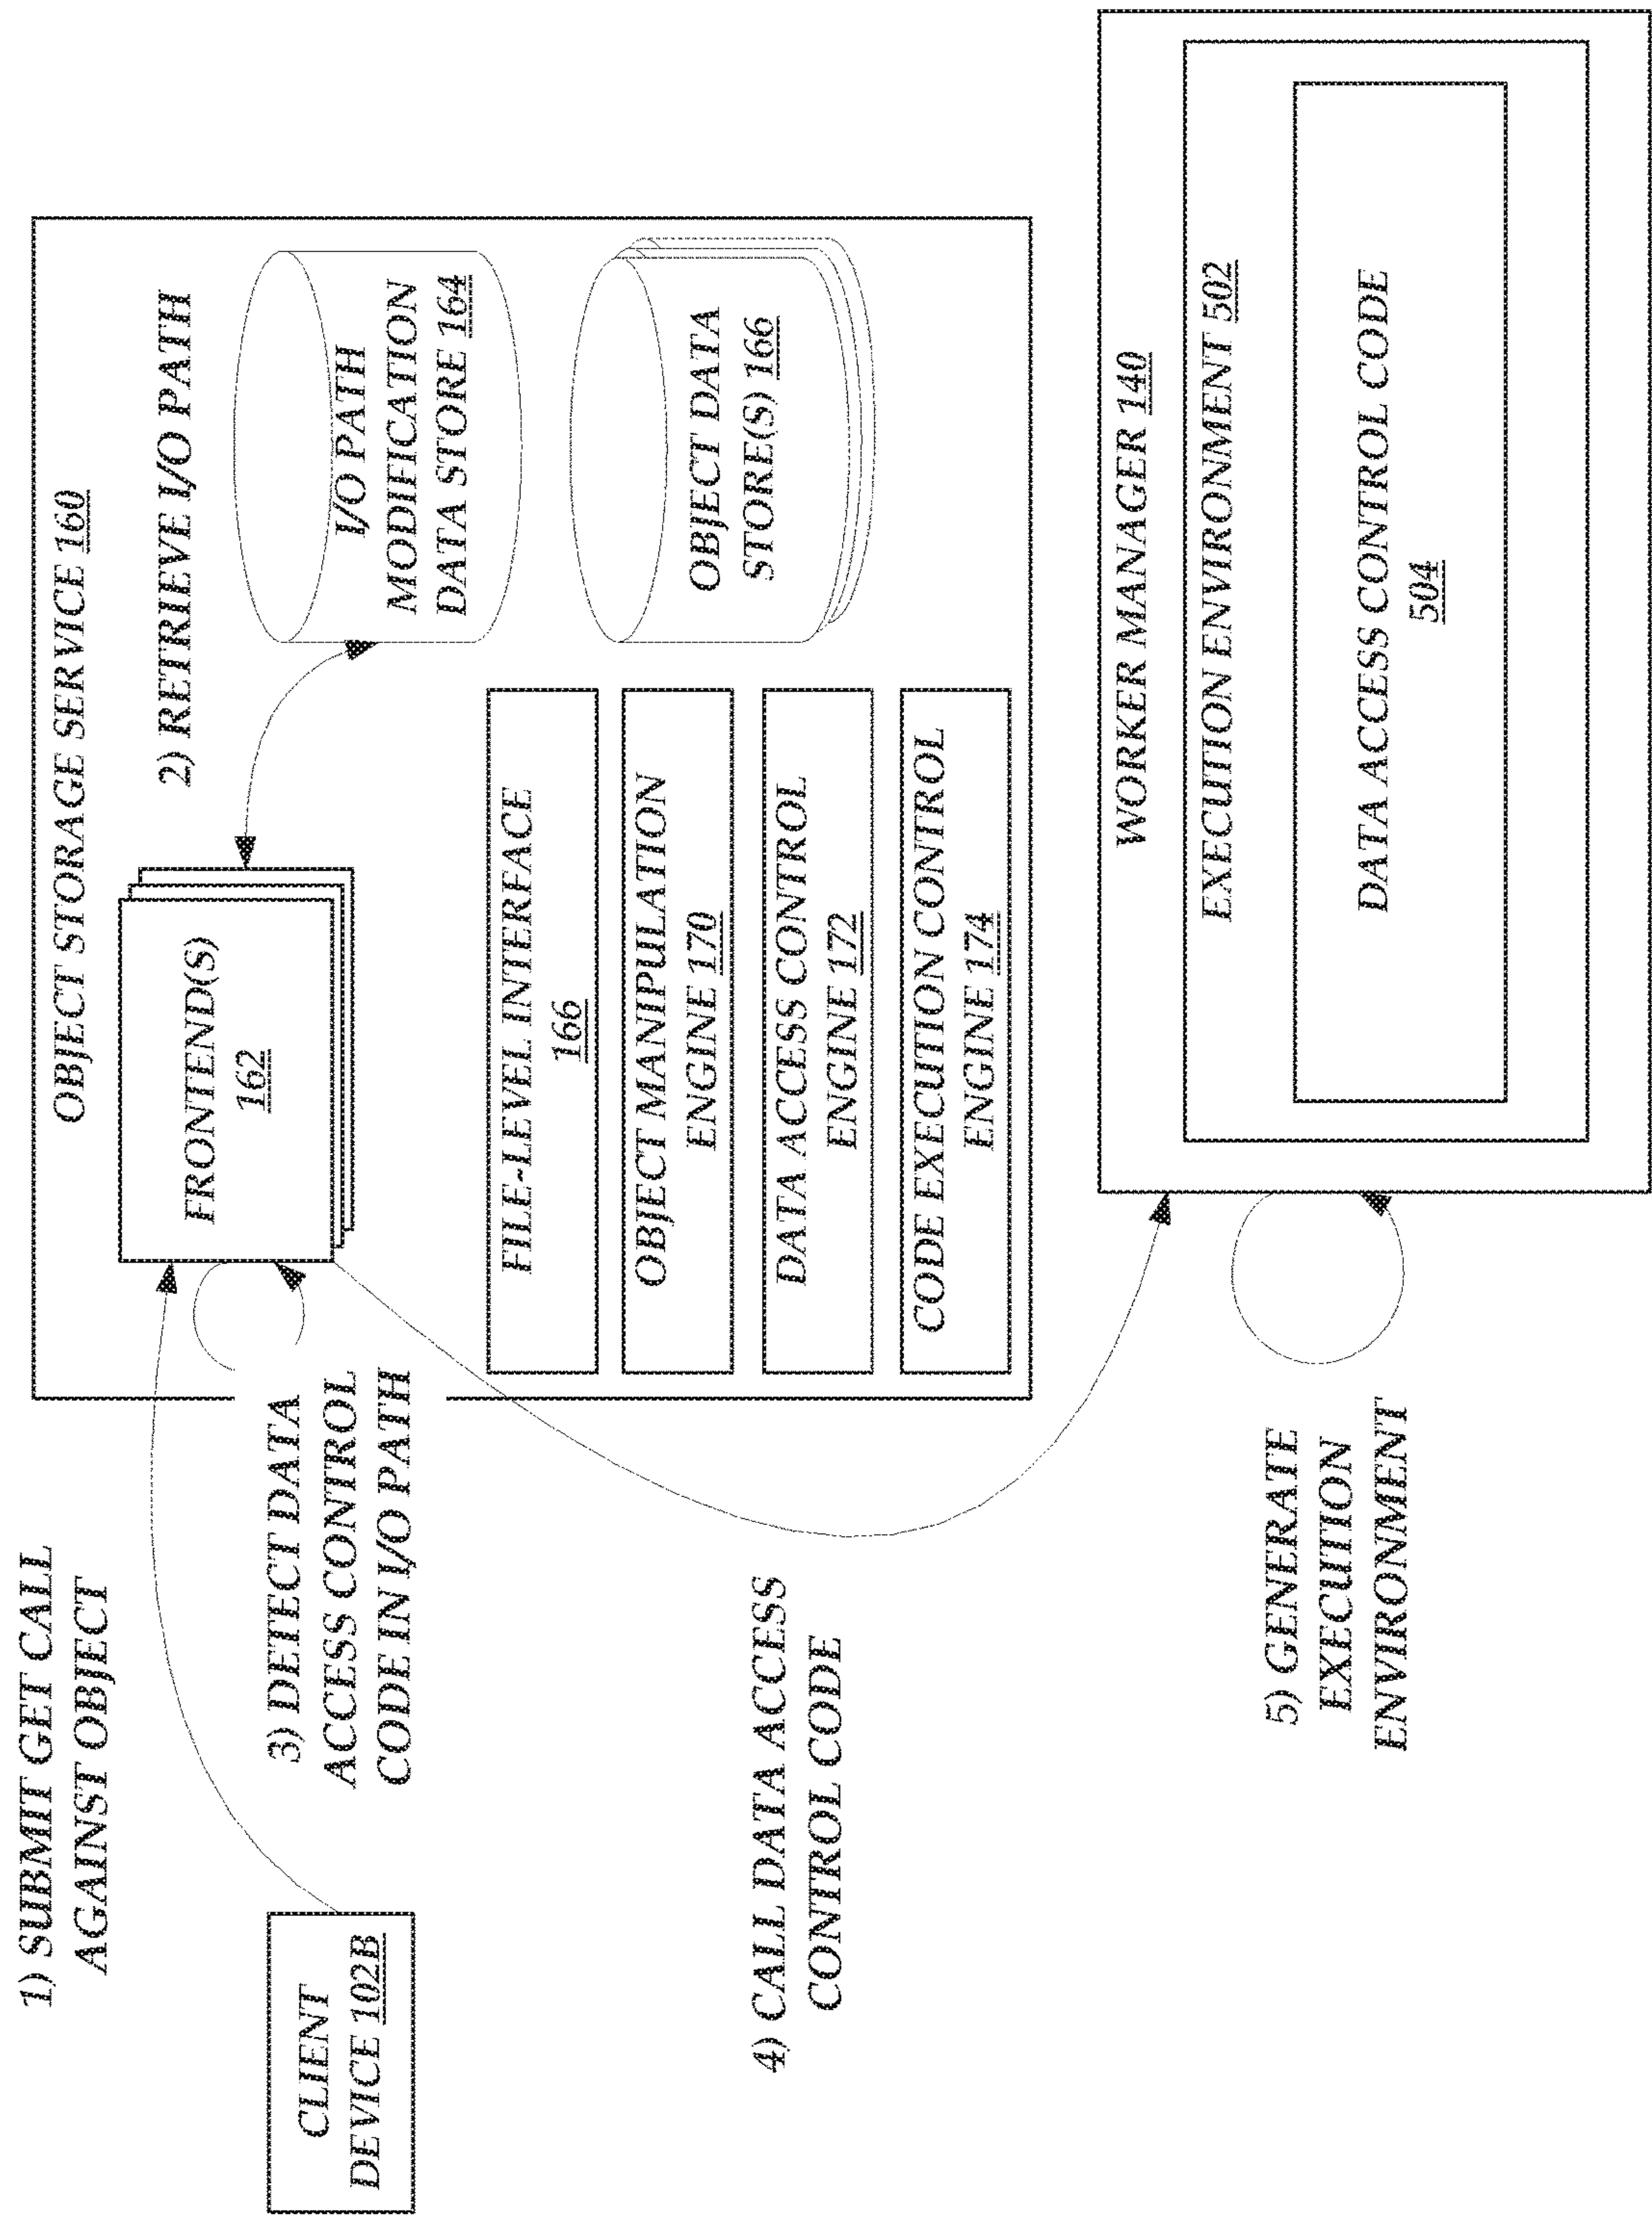 1) SUBMIT GET CALL
AGAINST OBJECT
CLIENT
DEVICE 102B
3) DETECT DATA
ACCESS CONTROL
CODE IN I/O PATH
4) CALL DATA ACCESS
CONTROL CODE
5) GENERATE
EXECUTION
ENVIRONMENT
OBJECT STORAGE SERVICE 160
FRONTEND(S)
162
2) RETRIEVE I/O PATH
I/O PATH
MODIFICATION
DATA STORE 164
OBJECT DATA
STORE(S) 166
FILE-LEVEL INTERFACE
166
OBJECT MANIPULATION
ENGINE 170
DATA ACCESS CONTROL
ENGINE 172
CODE EXECUTION CONTROL
ENGINE 174
WORKER MANAGER 140
EXECUTION ENVIRONMENT 502
DATA ACCESS CONTROL CODE
504